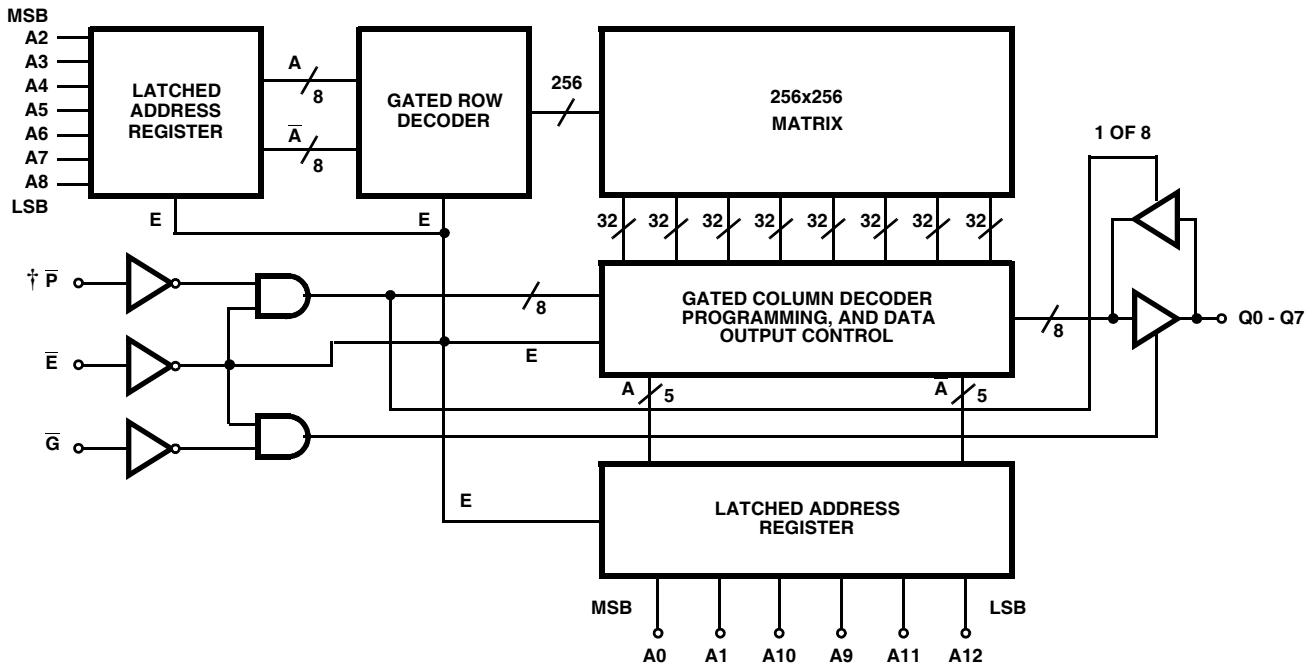 MSB
A2
A3
A4
A5
A6
A7
A8
LSB
LATCHED
ADDRESS
REGISTER
A
8
A̅
8
GATED ROW
DECODER
256
256x256
MATRIX
1 OF 8
E
E
32 32 32 32 32 32 32 32
† P̅
8
GATED COLUMN DECODER
PROGRAMMING, AND DATA
OUTPUT CONTROL
8
Q0 - Q7
E̅
E
A
5
A̅
5
G̅
E
LATCHED ADDRESS
REGISTER
MSB
LSB
A0 A1 A10 A9 A11 A12